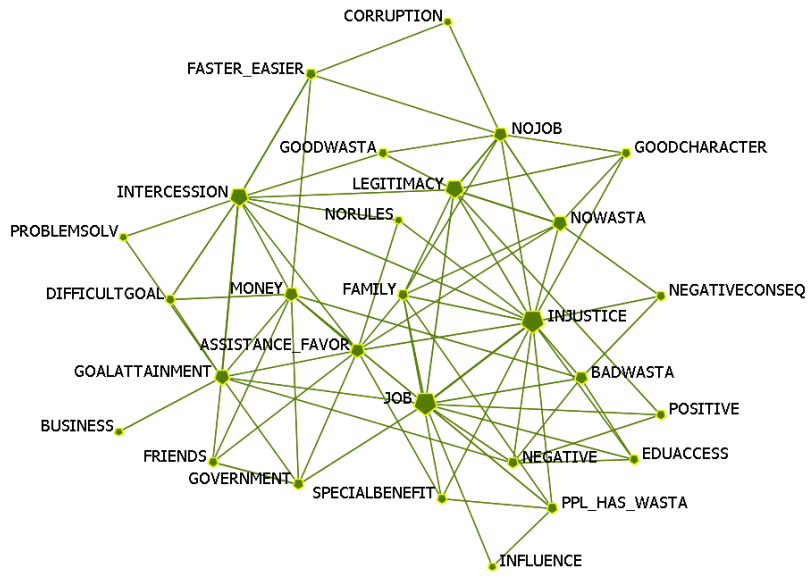 CORRUPTION
FASTER_EASIER
NOJOB
GOODWASTA
GOODCHARACTER
LEGITIMACY
INTERCESSION
NORULES
NOWASTA
PROBLEMSOLV
MONEY
FAMILY
NEGATIVECONSEQ
DIFFICULTGOAL
INJUSTICE
ASSISTANCE_FAVOR
GOALATTAINMENT
BADWASTA
JOB
POSITIVE
BUSINESS
FRIENDS
NEGATIVE
EDUACCESS
GOVERNMENT
SPECIALBENEFIT
PPL_HAS_WASTA
INFLUENCE